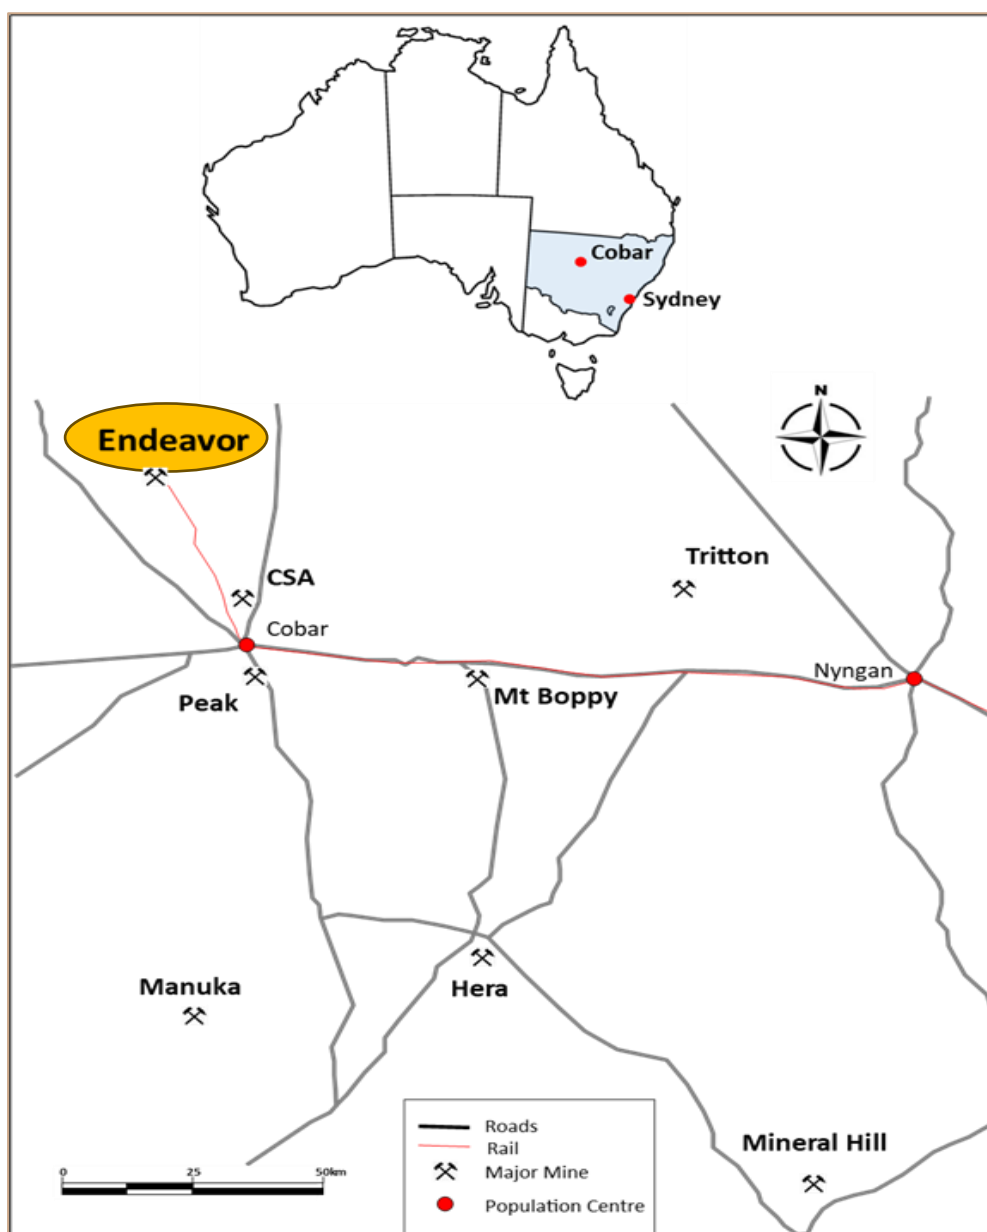 Cobar
Sydney
N
Endeavor
Tritton
CSA
Cobar
Nyngan
Peak
Mt Boppy
Manuka
Hera
Roads
Rail
Major Mine
Population Centre
Mineral Hill
0 25 50km